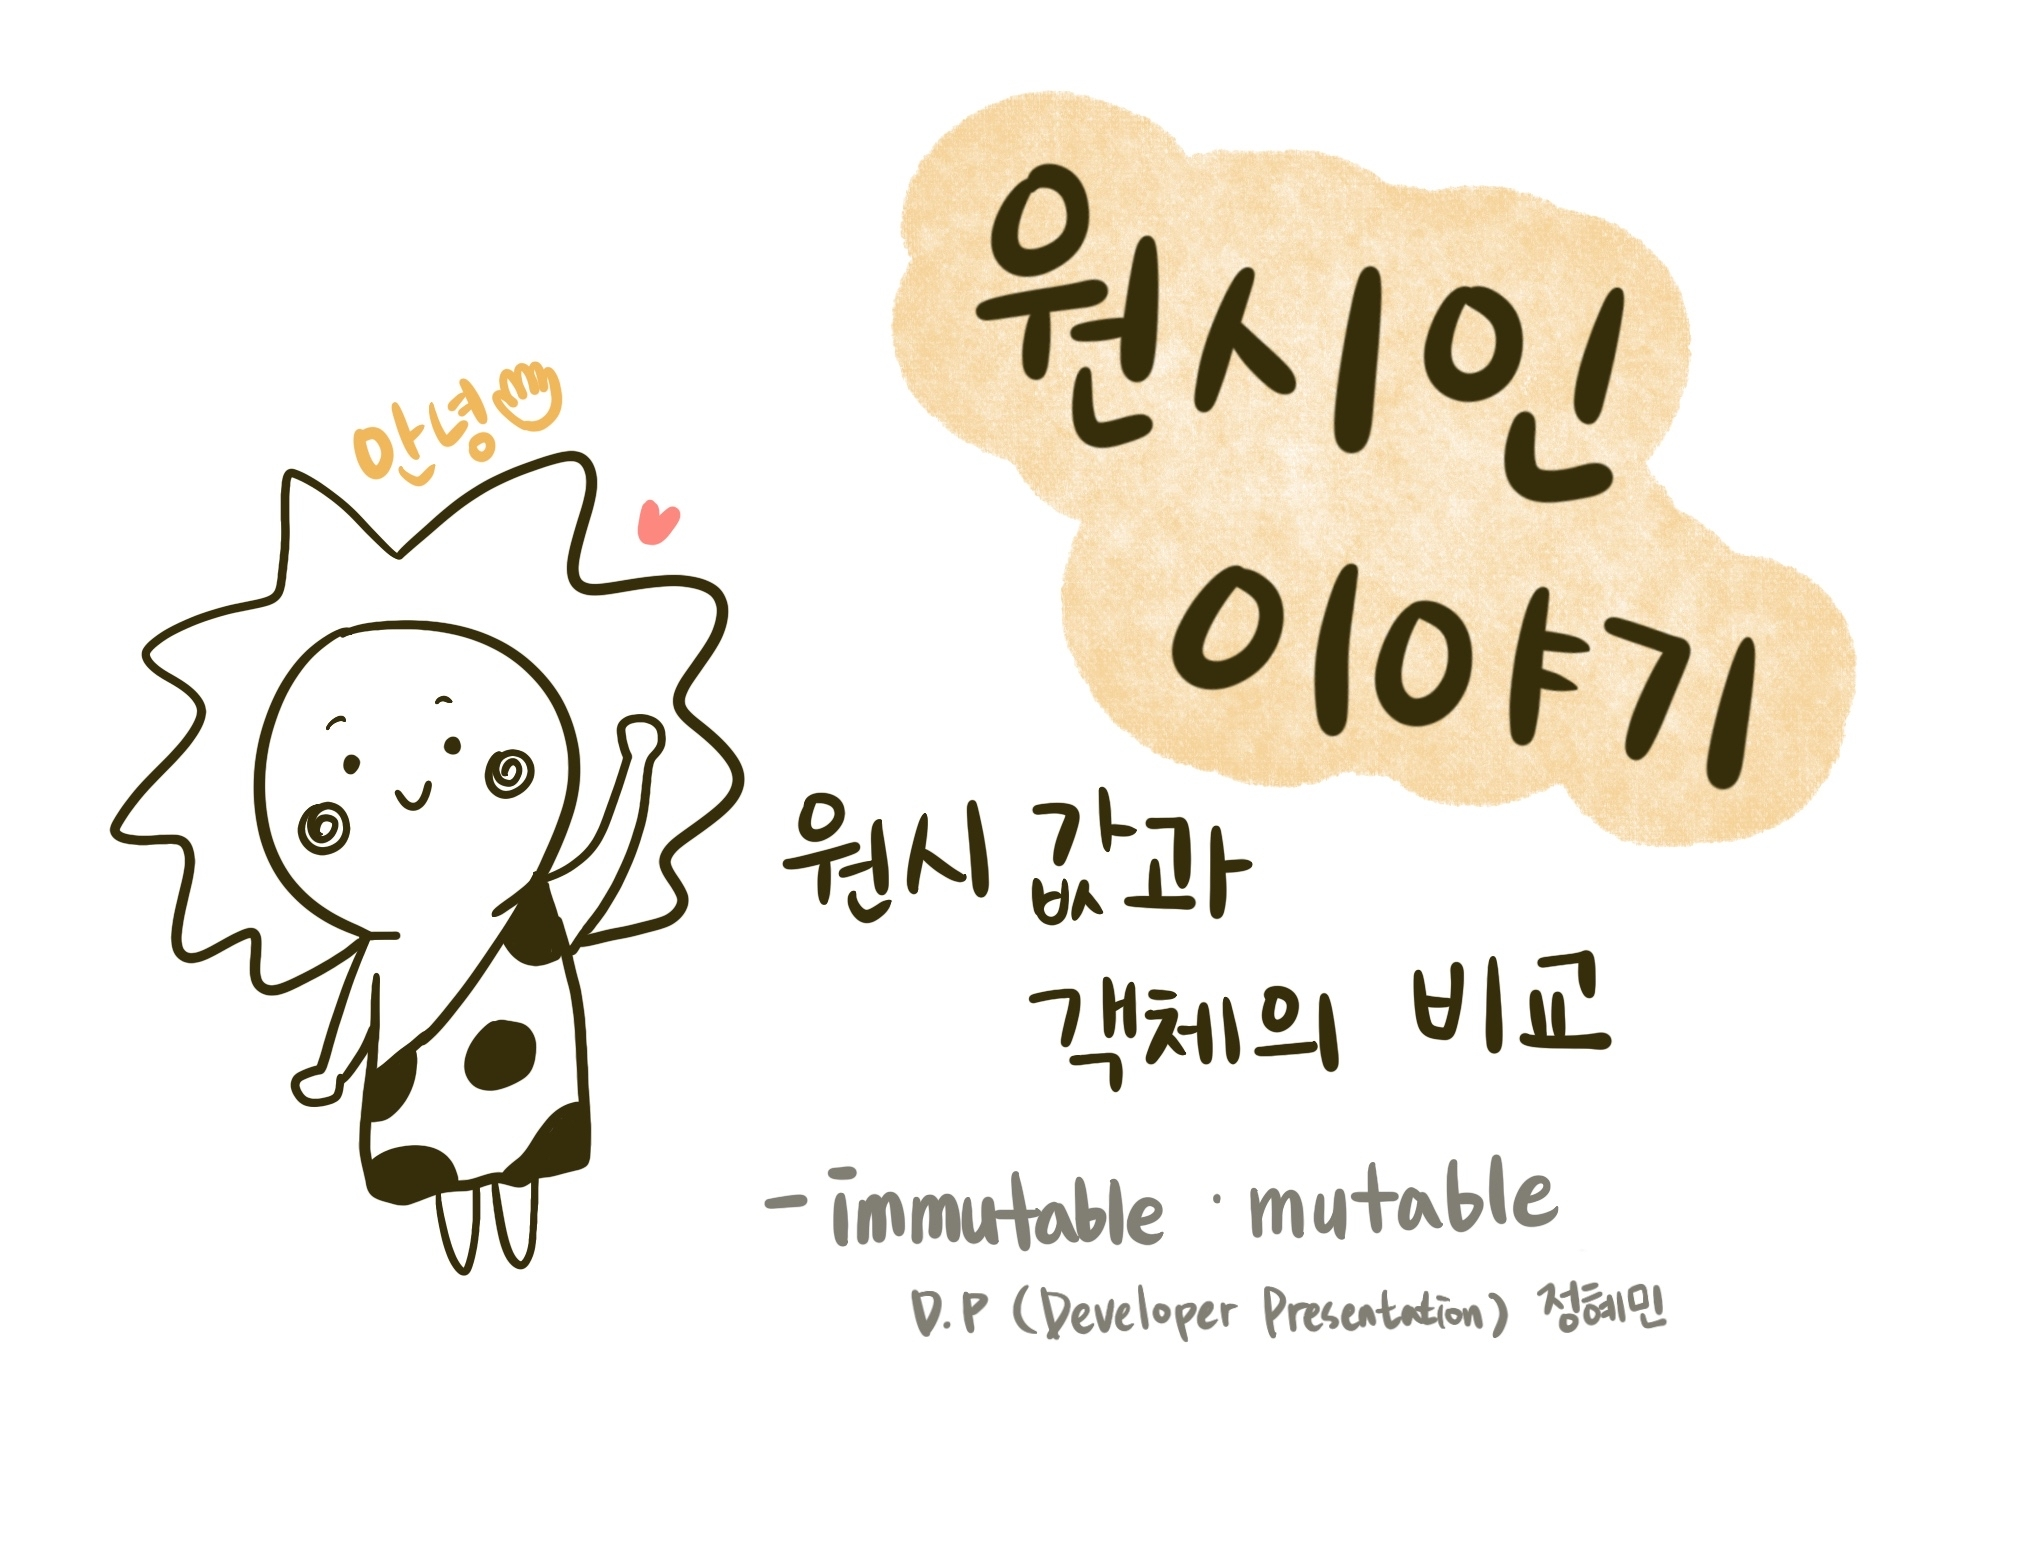 안녕
원시인
이야기
원시 값과
객체의 비교
- immutable · mutable
D.P (Developer Presentation) 정혜민